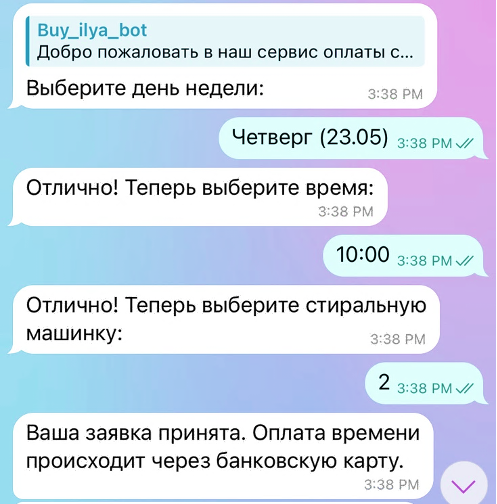 Buy_ilya_bot
Добро пожаловать в наш сервис оплаты с...
Выберите день недели:
3:38 PM
Четверг (23.05)
3:38 PM
Отлично! Теперь выберите время:
3:38 PM
10:00
3:38 PM
Отлично! Теперь выберите стиральную
машинку:
3:38 PM
2
3:38 PM
Ваша заявка принята. Оплата времени
происходит через банковскую карту.
3:38 PM